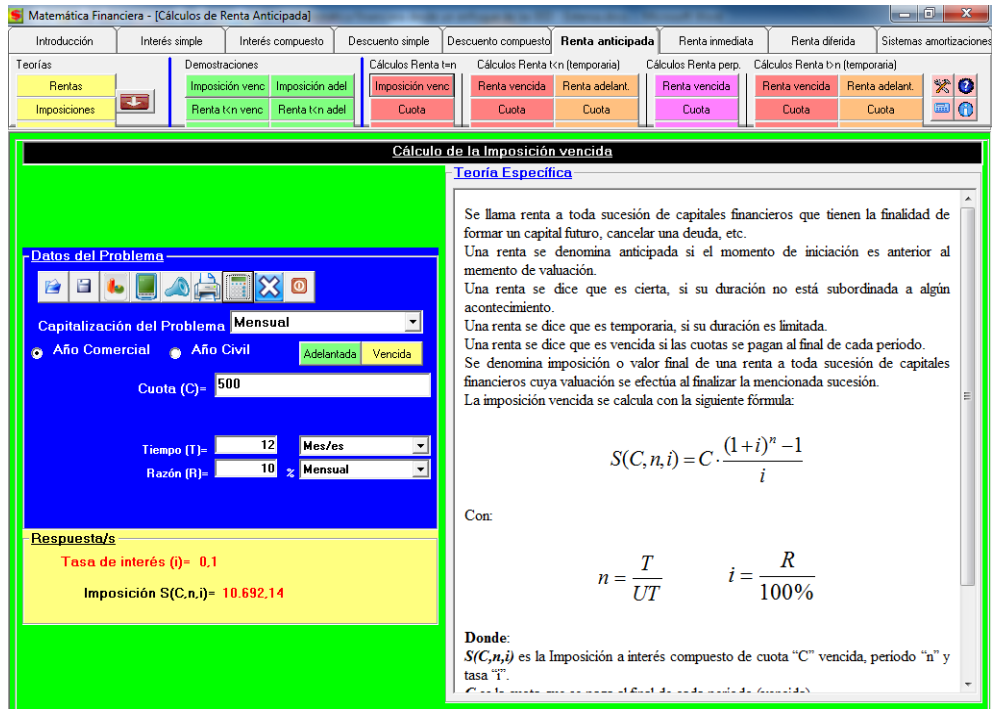 Matemática Financiera - [Cálculos de Renta Anticipada]
Introducción Interés simple Interés compuesto Descuento simple Descuento compuesto Renta anticipada Renta inmediata Renta diferida Sistemas amortizaciones
Teorías Demostraciones Cálculos Renta t=n Cálculos Renta t<n (temporaria) Cálculos Renta perp. Cálculos Renta t>n (tempor)
Rentas Imposición venc Imposición adel Imposición venc Renta vencida Renta adelant. Renta vencida Renta vencida Renta adelant.
Imposiciones Renta t<n venc Renta t<n adel Cuota Cuota Cuota Cuota Cuota Cuota
Cálculo de la Imposición vencida
Datos del Problema
Capitalización del Problema Mensual
Año Comercial Año Civil Adelantada Vencida
Cuota (C)= 500
Tiempo (T)= 12 Mes/es
Razón (R)= 10 % Mensual
Respuesta/s
Tasa de interés (i)= 0,1
Imposición S(C,n,i)= 10.692,14
Teoría Específica
Se llama renta a toda sucesión de capitales financieros que tienen la finalidad de
formar un capital futuro, cancelar una deuda, etc.
Una renta se denomina anticipada si el momento de iniciación es anterior al
memento de valuación.
Una renta se dice que es cierta, si su duración no está subordinada a algún
acontecimiento.
Una renta se dice que es temporaria, si su duración es limitada.
Una renta se dice que es vencida si las cuotas se pagan al final de cada periodo.
Se denomina imposición o valor final de una renta a toda sucesión de capitales
financieros cuya valuación se efectúa al finalizar la mencionada sucesión.
La imposición vencida se calcula con la siguiente fórmula:
S(C,n,i) = C · ((1+i)^n − 1) / i
Con:
n = T / UT i = R / 100%
Donde:
S(C,n,i) es la Imposición a interés compuesto de cuota “C” vencida, periodo “n” y
tasa “i”.